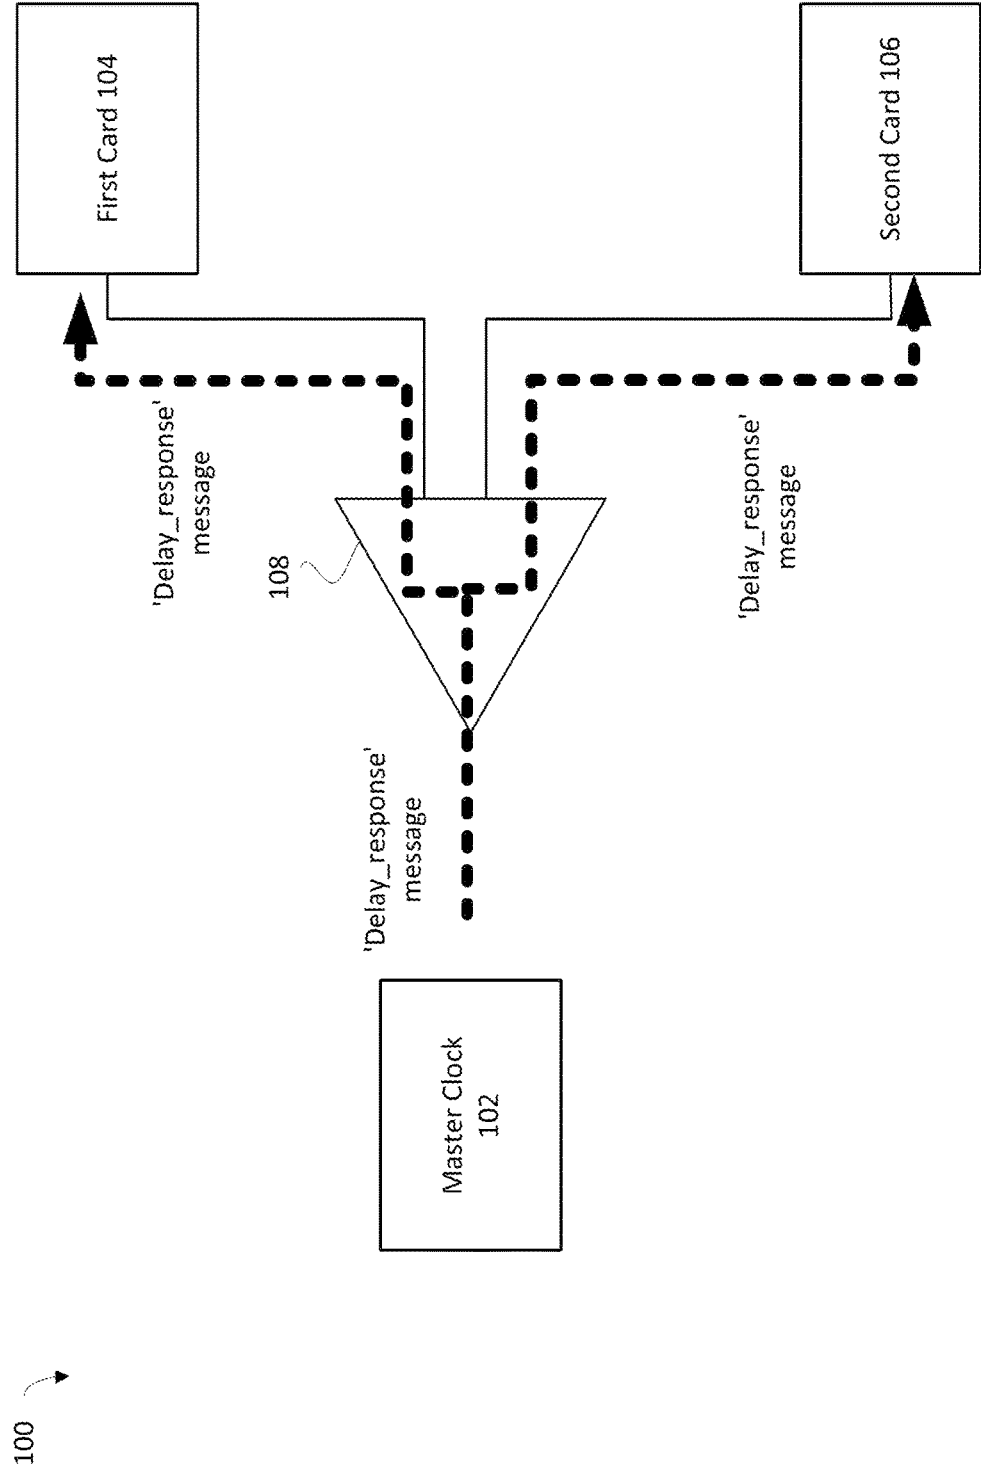 100
Master Clock
102
'Delay_response'
message
108
'Delay_response'
message
'Delay_response'
message
First Card 104
Second Card 106